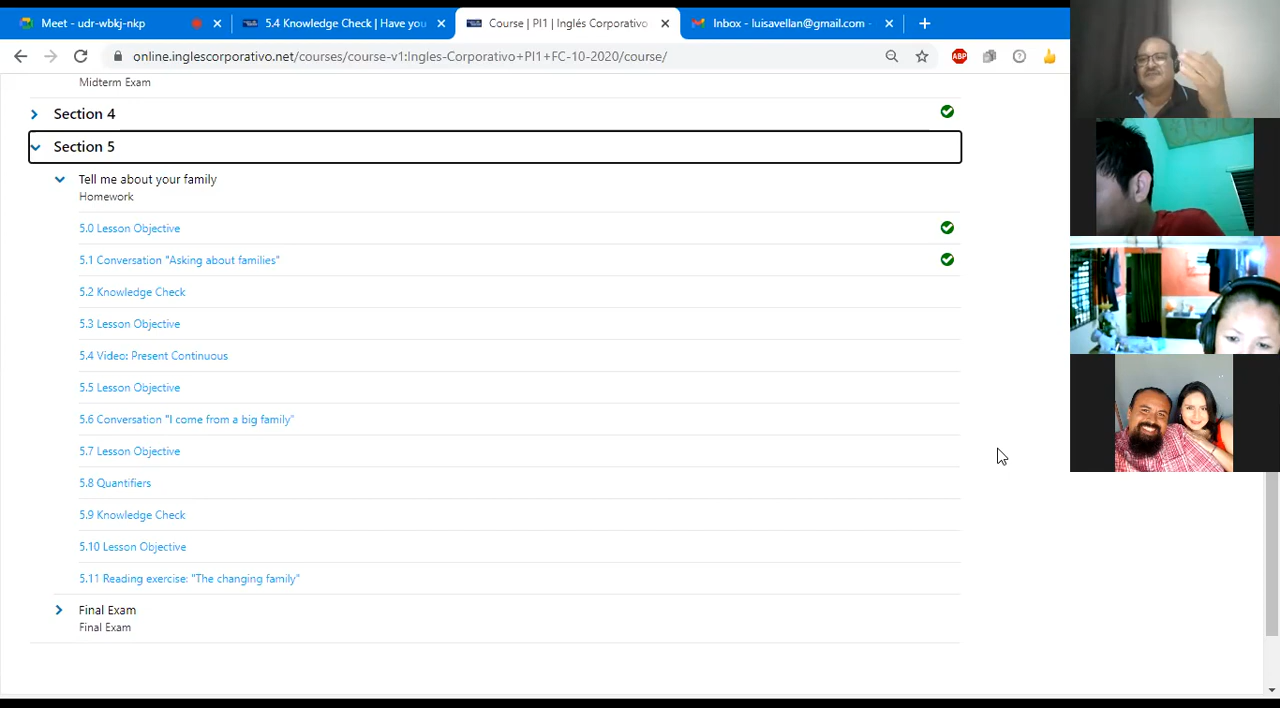 Meet - udr-wbkj-nkp
5.4 Knowledge Check | Have you
Course | PI1 | Inglés Corporativo
Inbox - luisavellan@gmail.com -
online.inglescorporativo.net/courses/course-v1:Ingles-Corporativo+PI1+FC-10-2020/course/
ABP
Midterm Exam
Section 4
Section 5
Tell me about your family
Homework
5.0 Lesson Objective
5.1 Conversation "Asking about families"
5.2 Knowledge Check
5.3 Lesson Objective
5.4 Video: Present Continuous
5.5 Lesson Objective
5.6 Conversation "I come from a big family"
5.7 Lesson Objective
5.8 Quantifiers
5.9 Knowledge Check
5.10 Lesson Objective
5.11 Reading exercise: "The changing family"
Final Exam
Final Exam